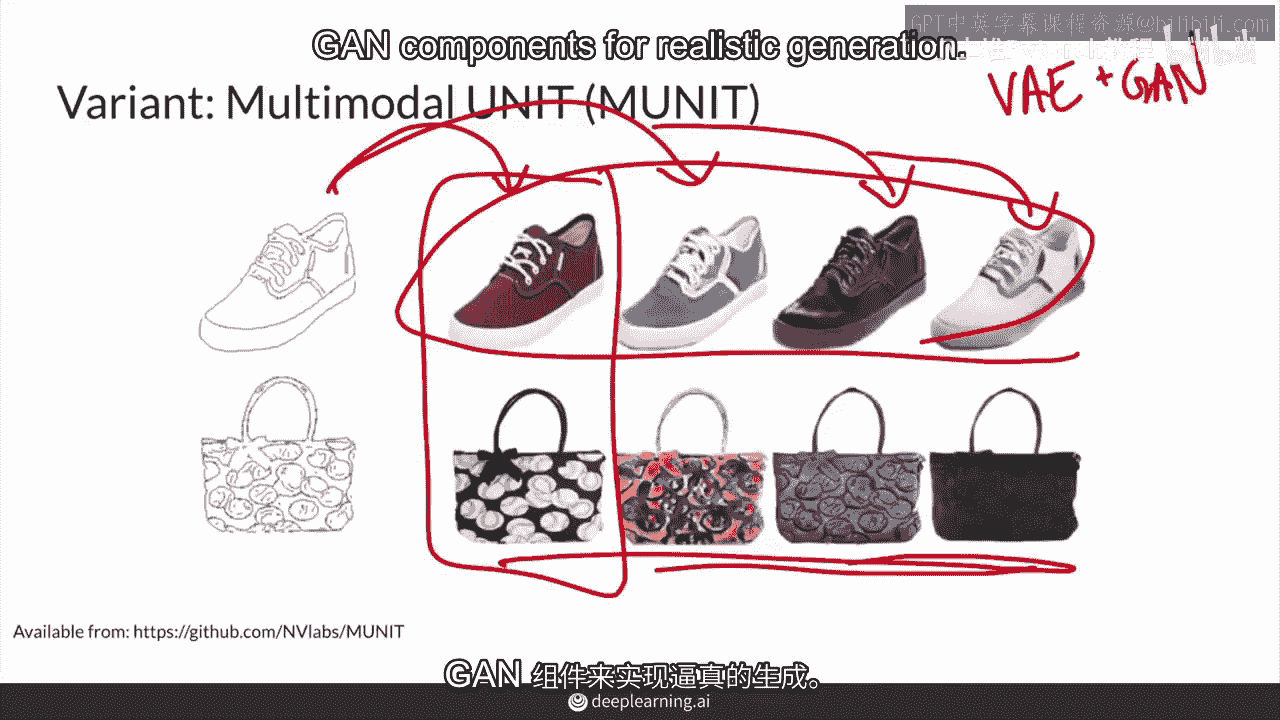 GPT中英字幕课程资源@bilibili.com
GAN components for realistic generation.
VAE + GAN
Variant: Multimodal UNIT (MUNIT)
Available from: https://github.com/NVlabs/MUNIT
GAN 组件来实现逼真的生成。
deeplearning.ai